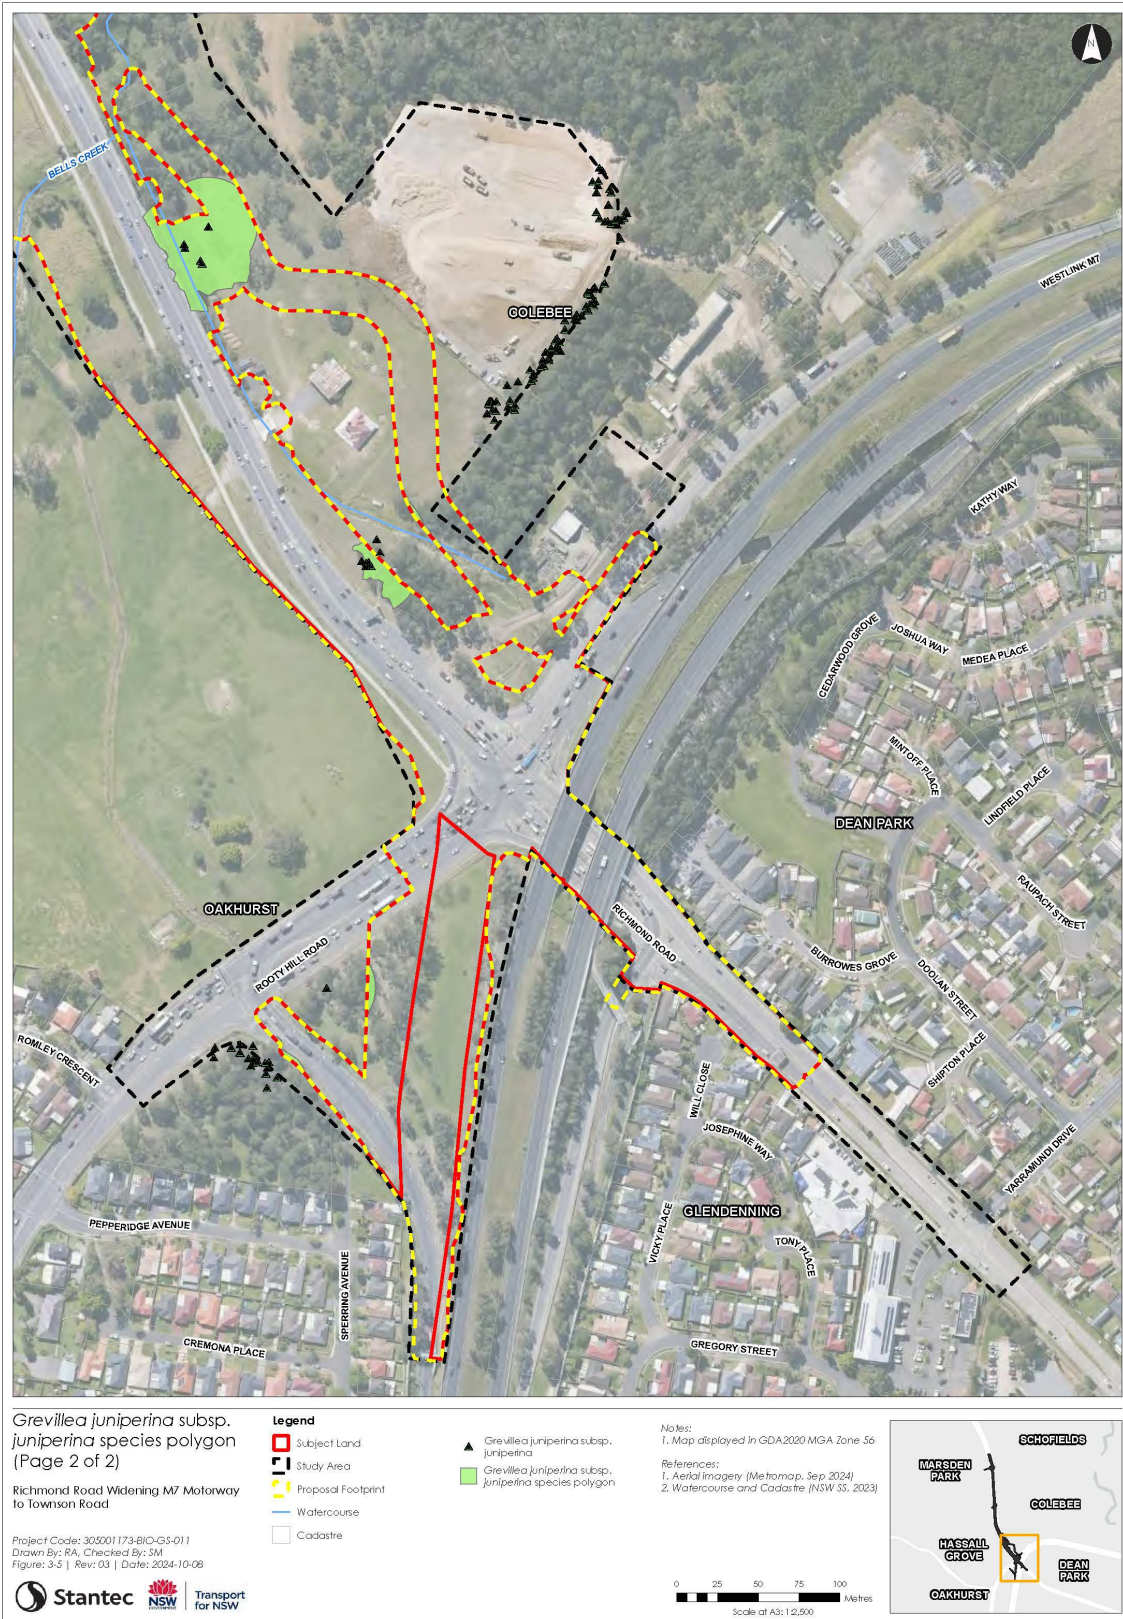 N
BELLS CREEK
COLEBEE
WESTLINK M7
KATHY WAY
CEDARWOOD GROVE
JOSHUA WAY
MEDEA PLACE
MINTOFF PLACE
LINDFIELD PLACE
DEAN PARK
RAUPACH STREET
OAKHURST
ROOTY HILL ROAD
RICHMOND ROAD
BURROWES GROVE
DOOLAN STREET
ROMLEY CRESCENT
SHIPTON PLACE
WILL CLOSE
JOSEPHINE WAY
YARRAMUNDI DRIVE
PEPPERIDGE AVENUE
VICKY PLACE
GLENDENNING
TONY PLACE
SPERRING AVENUE
CREMONA PLACE
GREGORY STREET
Grevillea juniperina subsp.
juniperina species polygon
(Page 2 of 2)
Richmond Road Widening M7 Motorway
to Townson Road
Project Code: 305001173-BIO-GS-011
Drawn By: RA, Checked By: SM
Figure: 3-5 | Rev: 03 | Date: 2024-10-08
Stantec
NSW
GOVERNMENT
Transport
for NSW
Legend
Subject Land
Study Area
Proposal Footprint
Watercourse
Cadastre
Grevillea juniperina subsp.
juniperina
Grevillea juniperina subsp.
juniperina species polygon
Notes:
1. Map displayed in GDA2020 MGA Zone 56
References:
1. Aerial imagery (Metromap, Sep 2024)
2. Watercourse and Cadastre (NSW SS, 2023)
0 25 50 75 100
Metres
Scale at A3: 1:2,500
SCHOFIELDS
MARSDEN
PARK
COLEBEE
HASSALL
GROVE
DEAN
PARK
OAKHURST